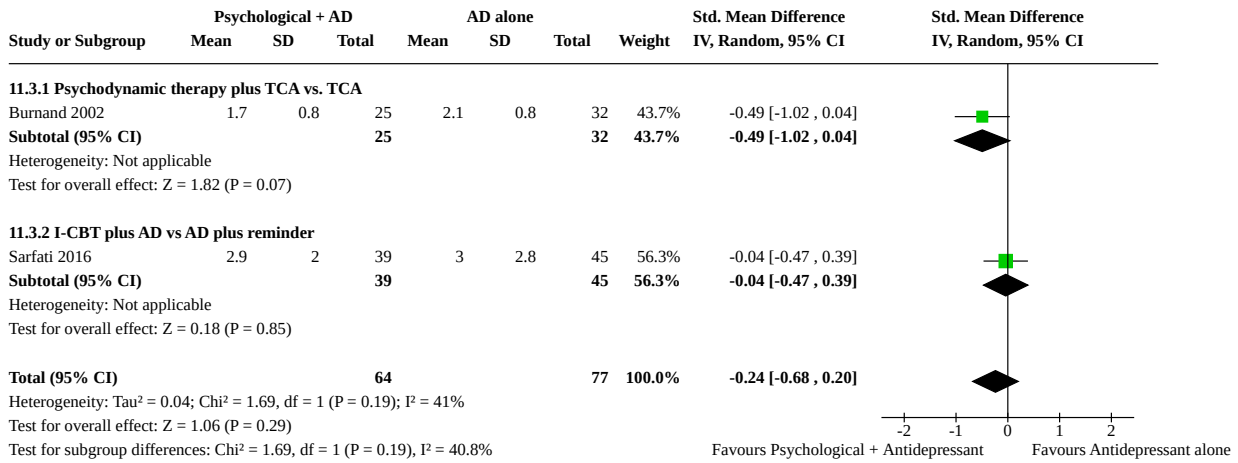 Psychological + AD AD alone Std. Mean Difference Std. Mean Difference
Study or Subgroup Mean SD Total Mean SD Total Weight IV, Random, 95% CI IV, Random, 95% CI
11.3.1 Psychodynamic therapy plus TCA vs. TCA
Burnand 2002 1.7 0.8 25 2.1 0.8 32 43.7% -0.49 [-1.02 , 0.04]
Subtotal (95% CI) 25 32 43.7% -0.49 [-1.02 , 0.04]
Heterogeneity: Not applicable
Test for overall effect: Z = 1.82 (P = 0.07)
11.3.2 I-CBT plus AD vs AD plus reminder
Sarfati 2016 2.9 2 39 3 2.8 45 56.3% -0.04 [-0.47 , 0.39]
Subtotal (95% CI) 39 45 56.3% -0.04 [-0.47 , 0.39]
Heterogeneity: Not applicable
Test for overall effect: Z = 0.18 (P = 0.85)
Total (95% CI) 64 77 100.0% -0.24 [-0.68 , 0.20]
Heterogeneity: Tau² = 0.04; Chi² = 1.69, df = 1 (P = 0.19); I² = 41%
Test for overall effect: Z = 1.06 (P = 0.29) -2 -1 0 1 2
Test for subgroup differences: Chi² = 1.69, df = 1 (P = 0.19), I² = 40.8% Favours Psychological + Antidepressant Favours Antidepressant alone